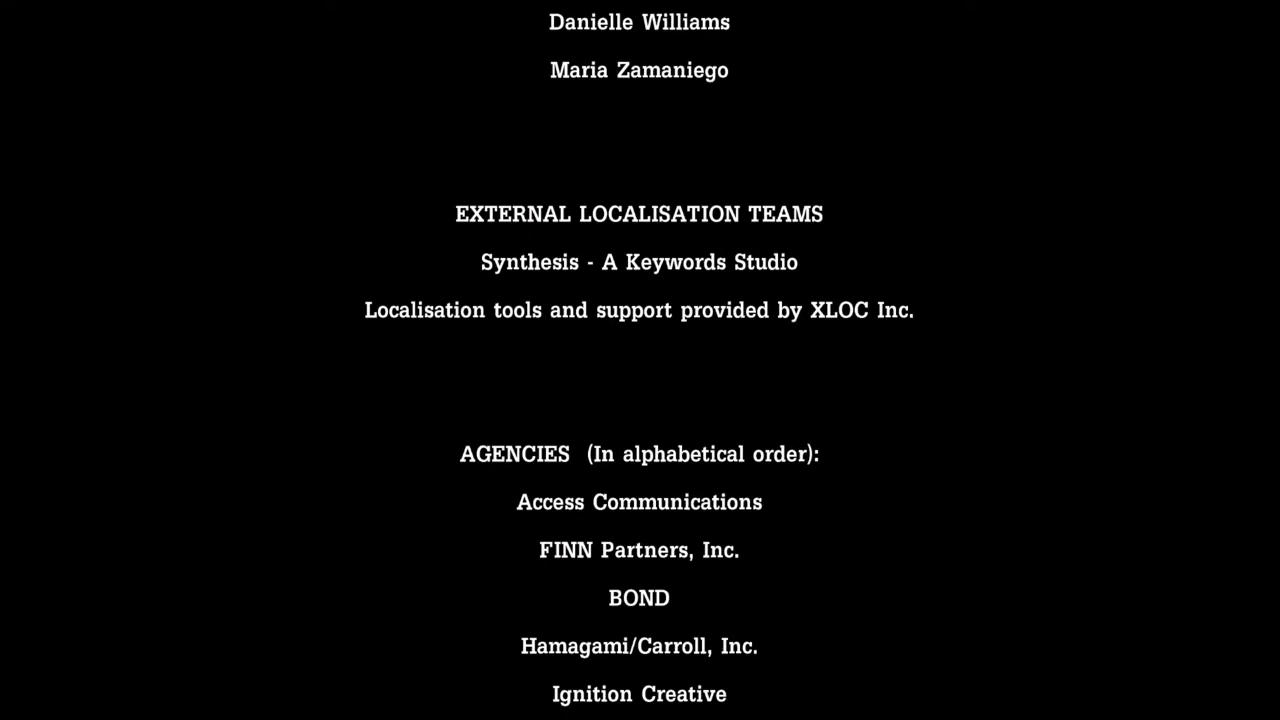 Danielle Williams
Maria Zamaniego
EXTERNAL LOCALISATION TEAMS
Synthesis - A Keywords Studio
Localisation tools and support provided by XLOC Inc.
AGENCIES  (In alphabetical order):
Access Communications
FINN Partners, Inc.
BOND
Hamagami/Carroll, Inc.
Ignition Creative